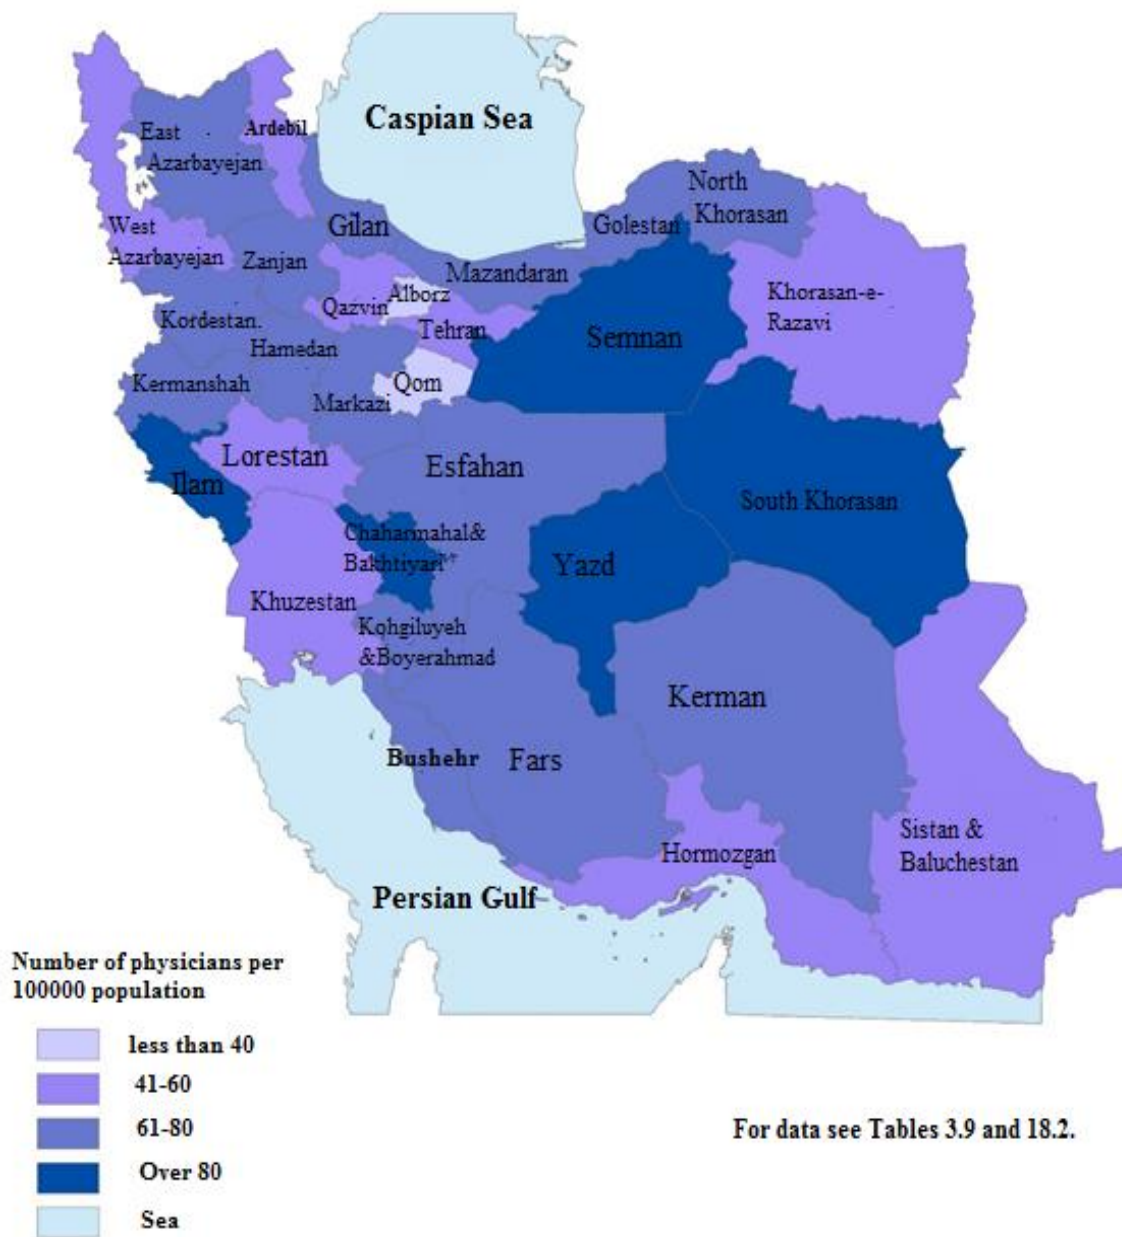 Caspian Sea
East
Azarbayejan
Ardebil
North
Khorasan
Golestan
West
Azarbayejan
Gilan
Zanjan
Mazandaran
Qazvin
Alborz
Khorasan-e-
Razavi
Kordestan.
Tehran
Semnan
Hamedan
Kermanshah
Qom
Markazi
Lorestan
Esfahan
Ilam
South Khorasan
Chaharmahal&
Bakhtiyari
Yazd
Khuzestan
Kohgiluyeh
&Boyerahmad
Kerman
Bushehr
Fars
Sistan &
Baluchestan
Hormozgan
Persian Gulf
Number of physicians per
100000 population
less than 40
41-60
61-80
Over 80
Sea
For data see Tables 3.9 and 18.2.